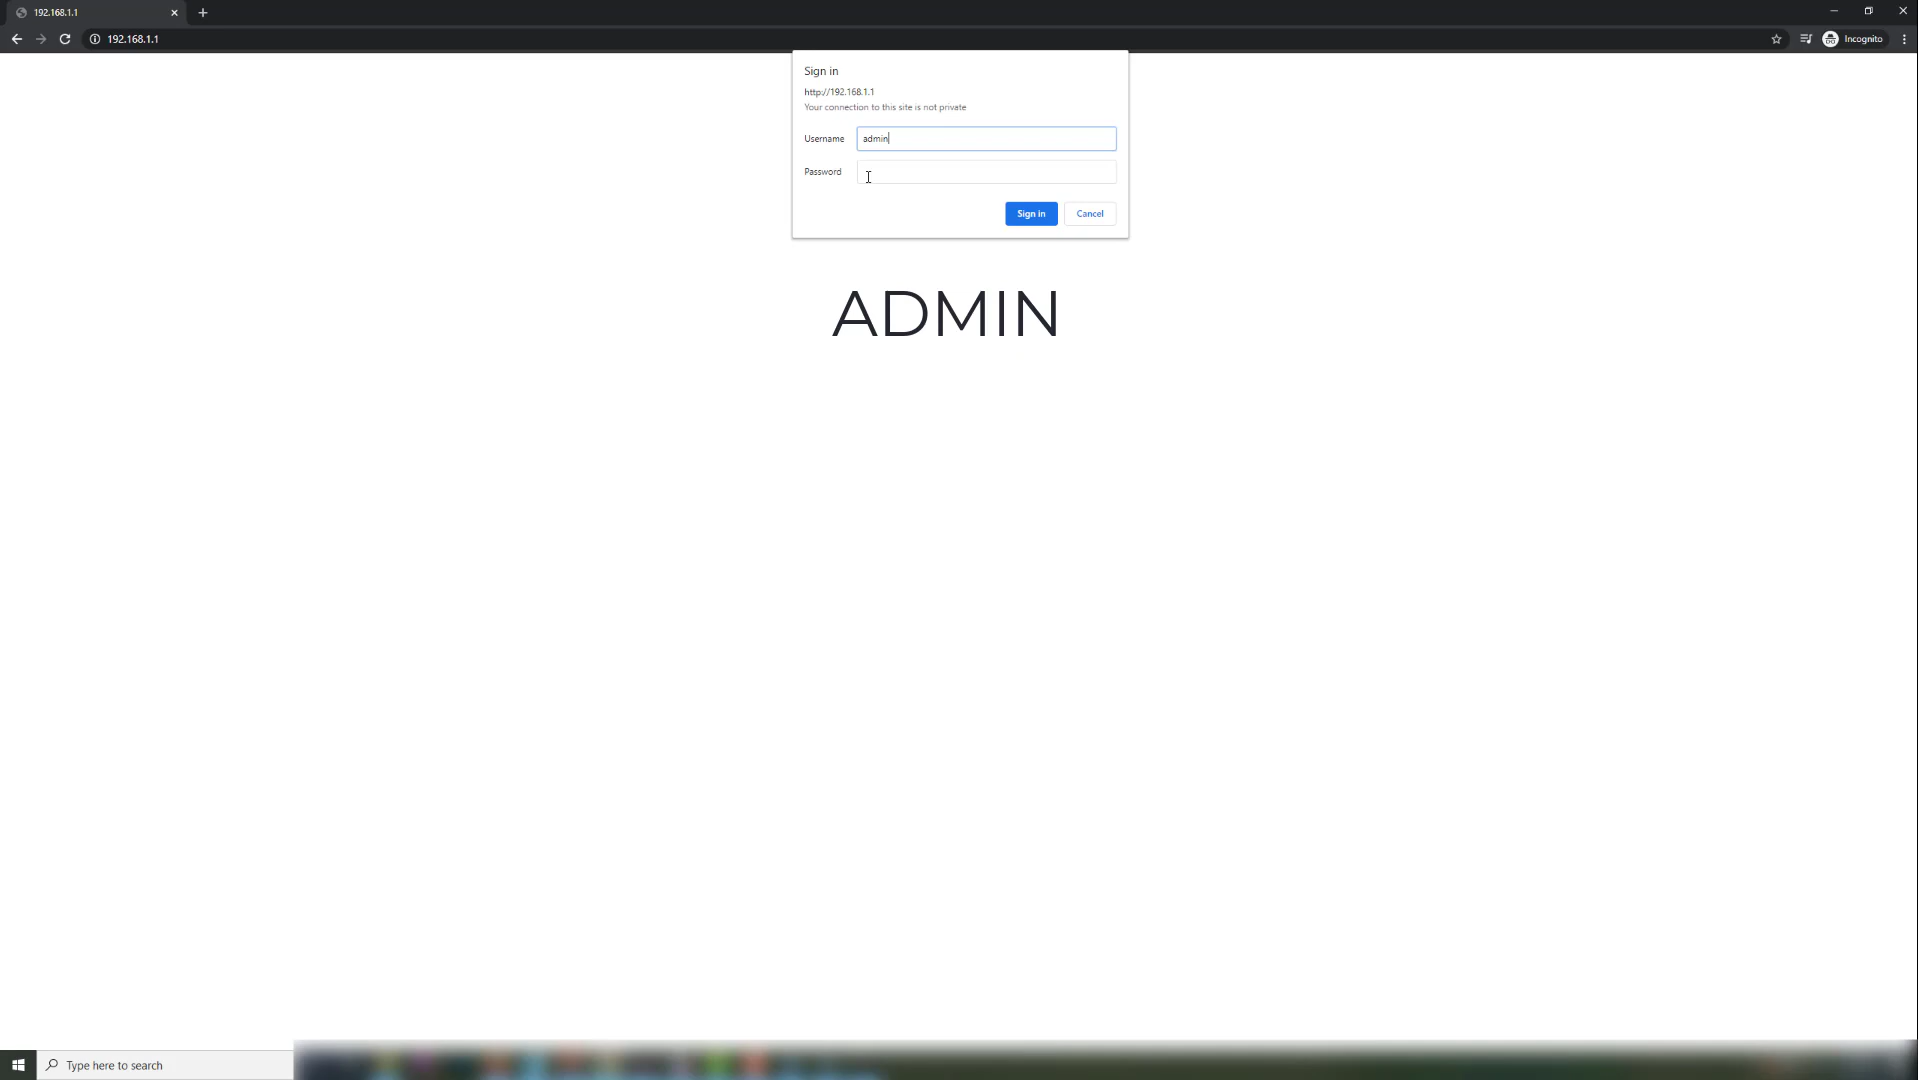 192.168.1.1
192.168.1.1
Incognito
Sign in
http://192.168.1.1
Your connection to this site is not private
Username admin
Password
Sign in Cancel
ADMIN
Type here to search